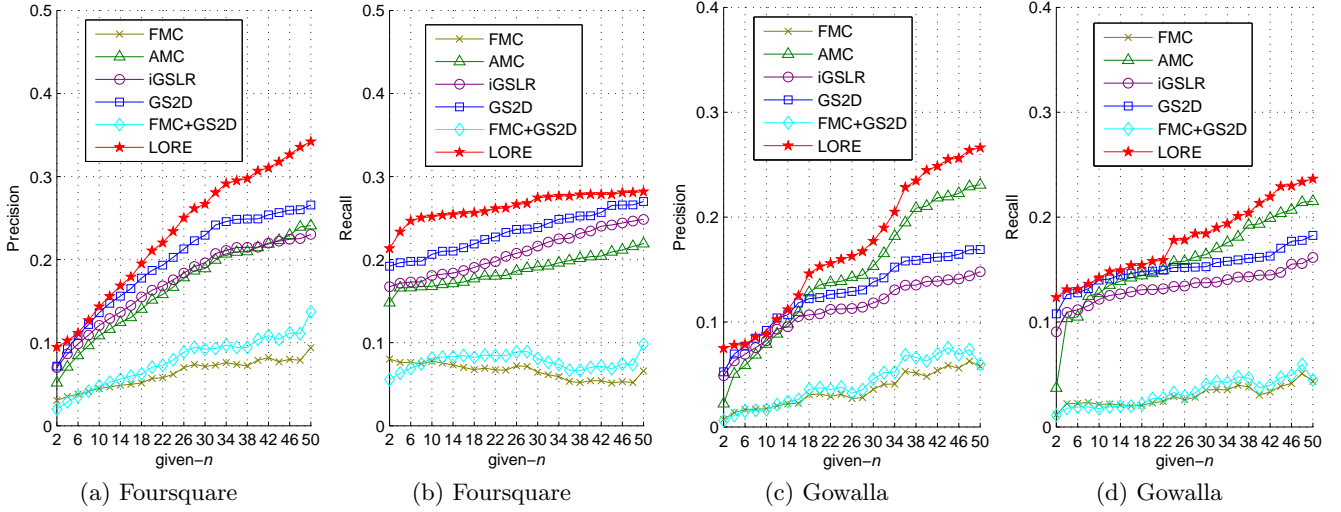 0.5
0.4
0.3
0.2
0.1
0
Precision
FMC
AMC
iGSLR
GS2D
FMC+GS2D
LORE
2 6 10 14 18 22 26 30 34 38 42 46 50
given-n
(a) Foursquare
0.5
0.4
0.3
0.2
0.1
0
Recall
FMC
AMC
iGSLR
GS2D
FMC+GS2D
LORE
2 6 10 14 18 22 26 30 34 38 42 46 50
given-n
(b) Foursquare
0.4
0.3
0.2
0.1
0
Precision
FMC
AMC
iGSLR
GS2D
FMC+GS2D
LORE
2 6 10 14 18 22 26 30 34 38 42 46 50
given-n
(c) Gowalla
0.4
0.3
0.2
0.1
0
Recall
FMC
AMC
iGSLR
GS2D
FMC+GS2D
LORE
2 6 10 14 18 22 26 30 34 38 42 46 50
given-n
(d) Gowalla